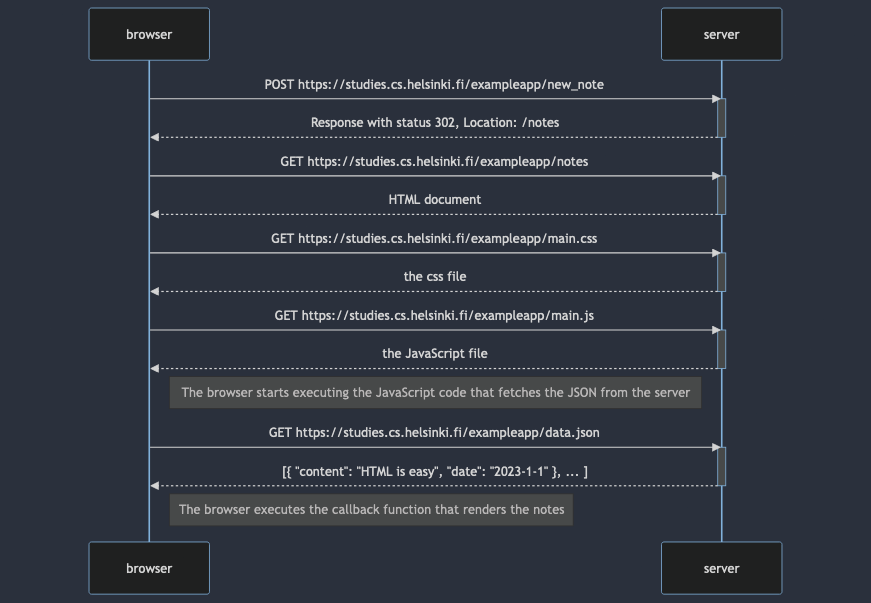 browser server
POST https://studies.cs.helsinki.fi/exampleapp/new_note
Response with status 302, Location: /notes
GET https://studies.cs.helsinki.fi/exampleapp/notes
HTML document
GET https://studies.cs.helsinki.fi/exampleapp/main.css
the css file
GET https://studies.cs.helsinki.fi/exampleapp/main.js
the JavaScript file
The browser starts executing the JavaScript code that fetches the JSON from the server
GET https://studies.cs.helsinki.fi/exampleapp/data.json
[{ "content": "HTML is easy", "date": "2023-1-1" }, ... ]
The browser executes the callback function that renders the notes
browser server